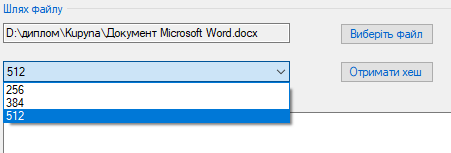 Шлях файлу
D:\диплом\Kupyna\Документ Microsoft Word.docx
Виберіть файл
512
Отримати хеш
256
384
512